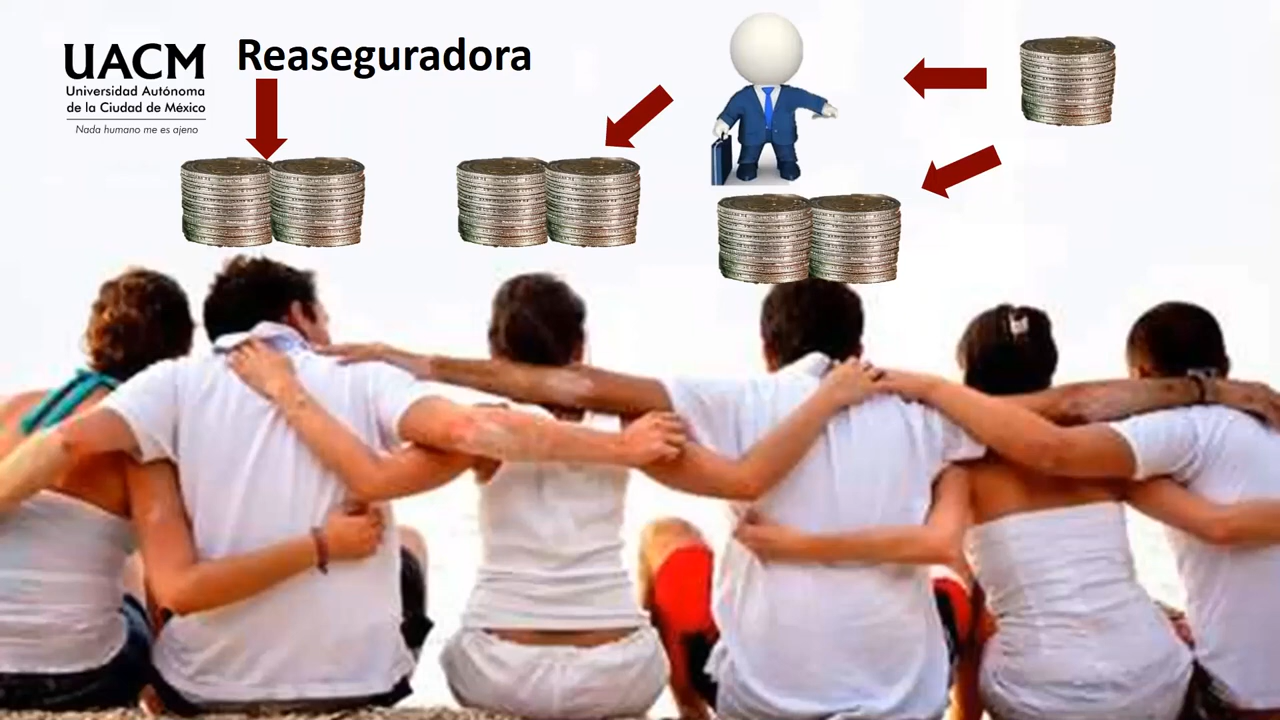 UACM
Universidad Autónoma
de la Ciudad de México
Nada humano me es ajeno
Reaseguradora